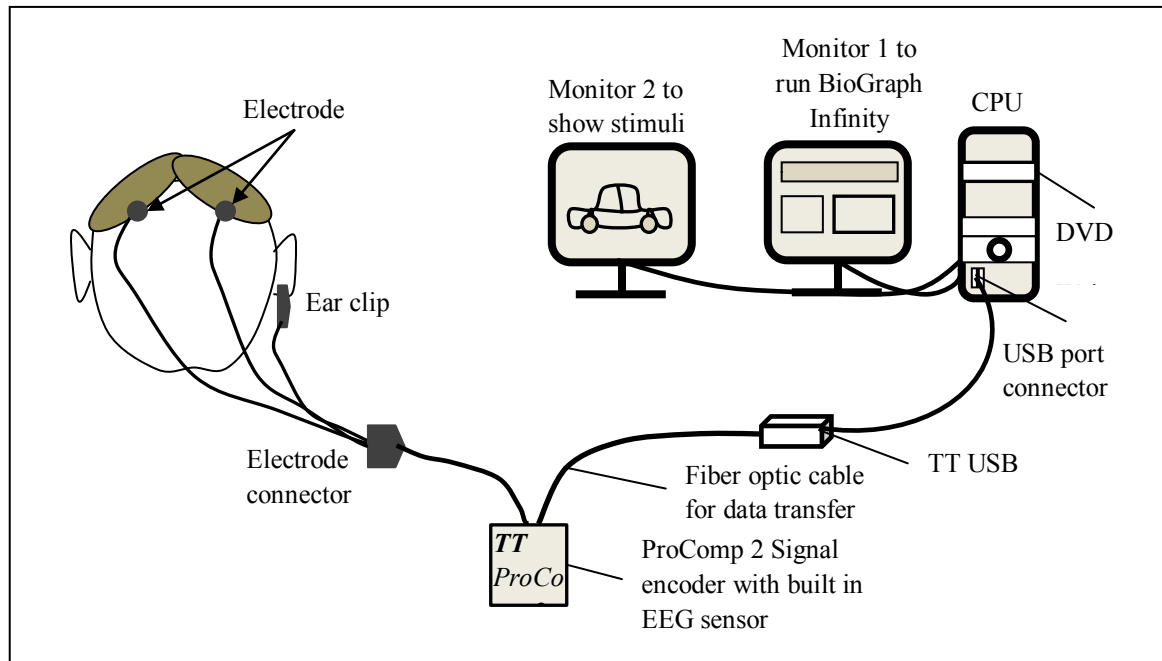 Monitor 1 to
run BioGraph
Infinity
Monitor 2 to
show stimuli
CPU
Electrode
DVD
Ear clip
USB port
connector
Electrode
connector
TT USB
Fiber optic cable
for data transfer
TT
ProCo
ProComp 2 Signal
encoder with built in
EEG sensor